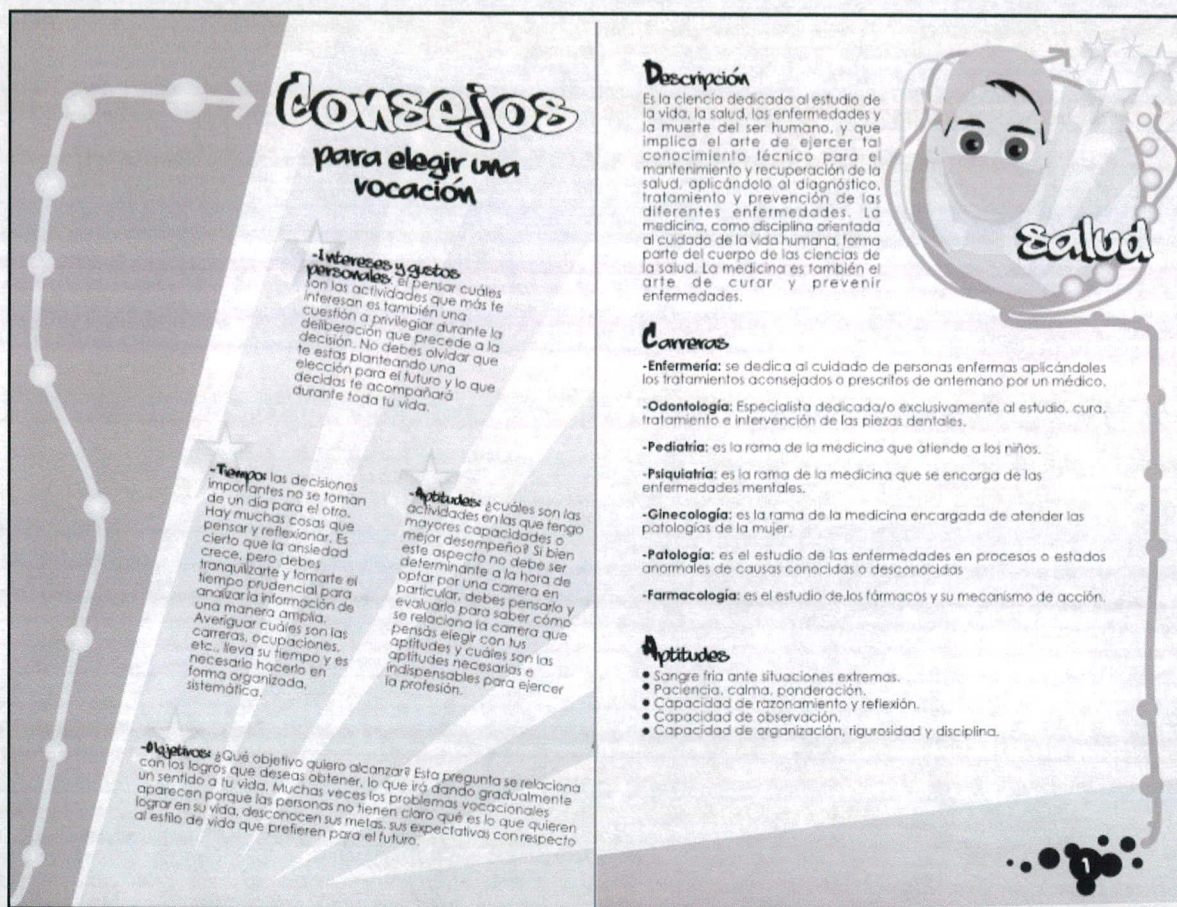 Consejos
para elegir una
vocación
-Intereses y gustos
personales: el pensar cuáles
son las actividades que más te
interesan es también una
cuestión a privilegiar durante la
deliberación que precede a la
decisión. No debes olvidar que
te estas planteando una
elección para el futuro y lo que
decidas te acompañará
durante toda tu vida.
-Tiempo: las decisiones
importantes no se toman
de un día para el otro.
Hay muchas cosas que
pensar y reflexionar. Es
cierto que la ansiedad
crece, pero debes
tranquilizarte y tomarte el
tiempo prudencial para
analizar la información de
una manera amplia.
Averiguar cuáles son las
carreras, ocupaciones,
etc., lleva su tiempo y es
necesario hacerlo en
forma organizada,
sistemática.
-Aptitudes: ¿cuáles son las
actividades en las que tengo
mayores capacidades o
mejor desempeño? Si bien
este aspecto no debe ser
determinante a la hora de
optar por una carrera en
particular, debes pensarlo y
evaluarlo para saber cómo
se relaciona la carrera que
pensás elegir con tus
aptitudes y cuáles son las
aptitudes necesarias e
indispensables para ejercer
la profesión.
-Objetivos: ¿Qué objetivo quiero alcanzar? Esta pregunta se relaciona
con los logros que deseas obtener, lo que irá dando gradualmente
un sentido a tu vida. Muchas veces los problemas vocacionales
aparecen porque las personas no tienen claro qué es lo que quieren
lograr en su vida, desconocen sus metas, sus expectativas con respecto
al estilo de vida que prefieren para el futuro.
Descripción
Es la ciencia dedicada al estudio de
la vida, la salud, las enfermedades y
la muerte del ser humano, y que
implica el arte de ejercer tal
conocimiento técnico para el
mantenimiento y recuperación de la
salud, aplicándolo al diagnóstico,
tratamiento y prevención de las
diferentes enfermedades. La
medicina, como disciplina orientada
al cuidado de la vida humana, forma
parte del cuerpo de las ciencias de
la salud. La medicina es también el
arte de curar y prevenir
enfermedades.
salud
Carreras
-Enfermería: se dedica al cuidado de personas enfermas aplicándoles
los tratamientos aconsejados o prescritos de antemano por un médico.
-Odontología: Especialista dedicada/o exclusivamente al estudio, cura,
tratamiento e intervención de las piezas dentales.
-Pediatría: es la rama de la medicina que atiende a los niños.
-Psiquiatría: es la rama de la medicina que se encarga de las
enfermedades mentales.
-Ginecología: es la rama de la medicina encargada de atender las
patologías de la mujer.
-Patología: es el estudio de las enfermedades en procesos o estados
anormales de causas conocidas o desconocidas
-Farmacología: es el estudio de los fármacos y su mecanismo de acción.
Aptitudes
• Sangre fria ante situaciones extremas.
• Paciencia, calma, ponderación.
• Capacidad de razonamiento y reflexión.
• Capacidad de observación.
• Capacidad de organización, rigurosidad y disciplina.
1